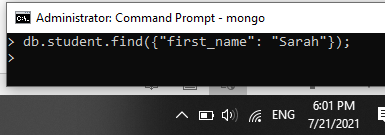 Administrator: Command Prompt - mongo
> db.student.find({"first_name": "Sarah"});
>
ENG
6:01 PM
7/21/2021